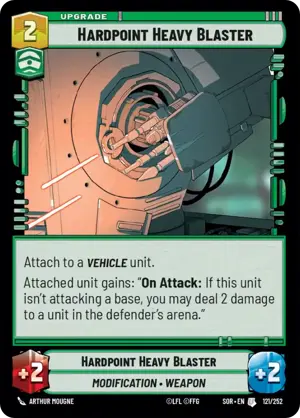 UPGRADE
2
HARDPOINT HEAVY BLASTER
Attach to a VEHICLE unit.
Attached unit gains: "On Attack: If this unit
isn't attacking a base, you may deal 2 damage
to a unit in the defender's arena."
HARDPOINT HEAVY BLASTER
+2
MODIFICATION • WEAPON
+2
ARTHUR MOUGNE
©LFL ©FFG
SOR • EN
121/252